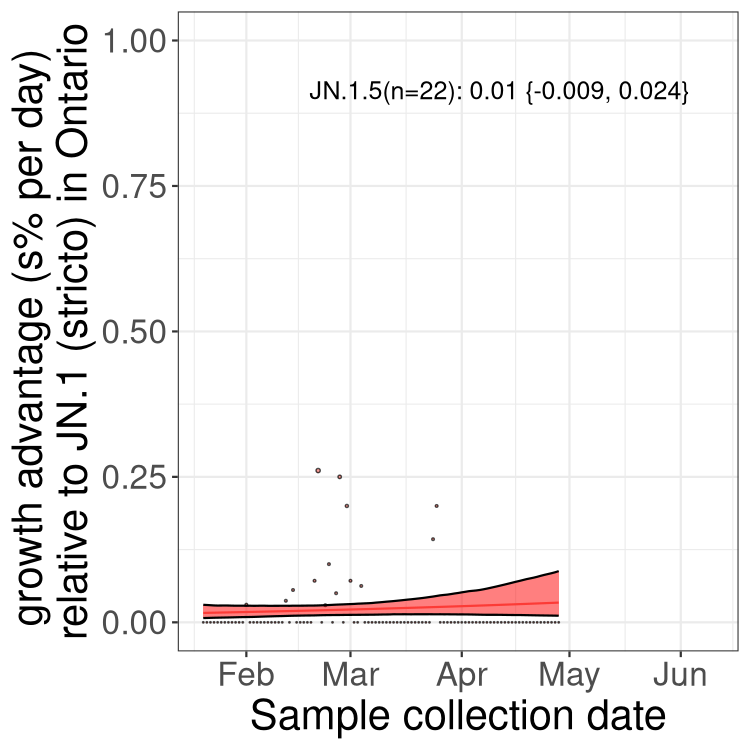 growth advantage (s% per day)
relative to JN.1 (stricto) in Ontario
1.00
0.75
0.50
0.25
0.00
JN.1.5(n=22): 0.01 {-0.009, 0.024}
Feb Mar Apr May Jun
Sample collection date